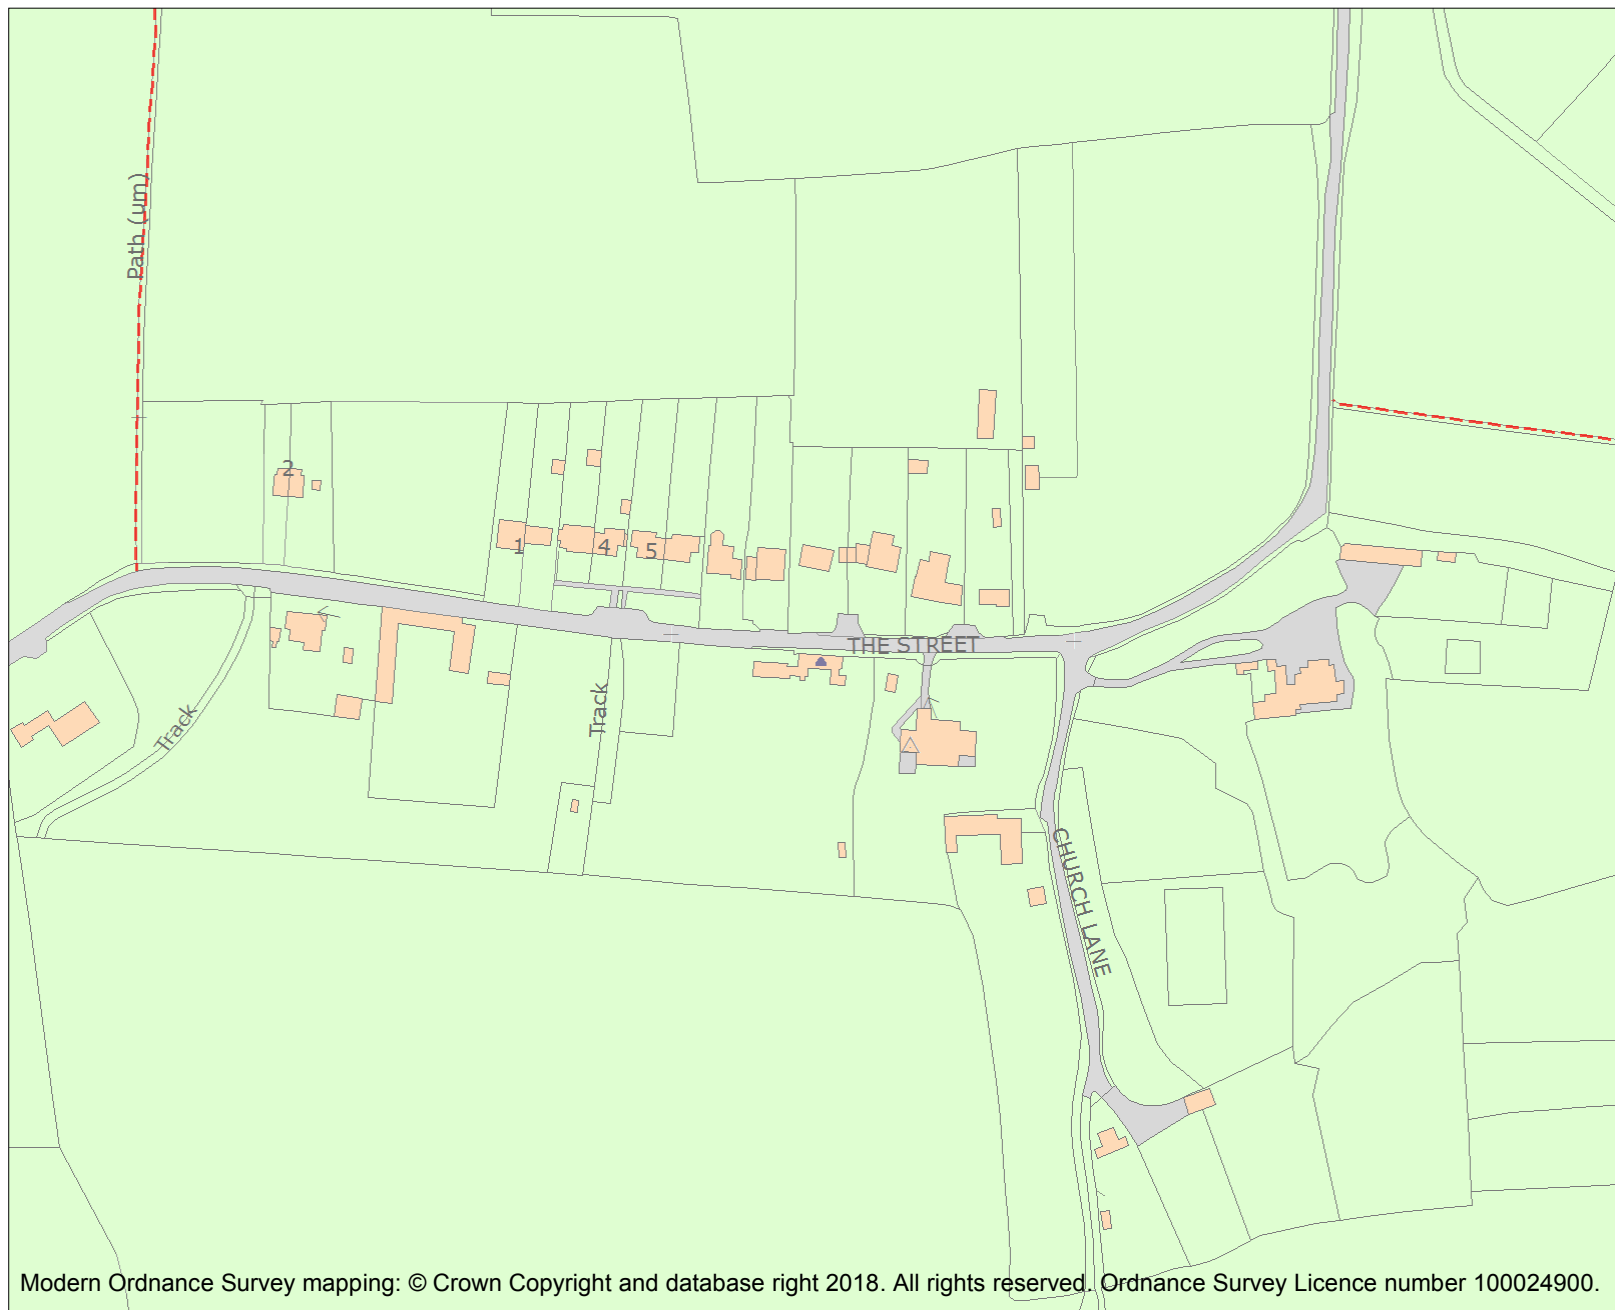 Path (um)
2
1
4
5
THE STREET
Track
Track
CHURCH LANE
Modern Ordnance Survey mapping: © Crown Copyright and database right 2018. All rights reserved. Ordnance Survey Licence number 100024900.